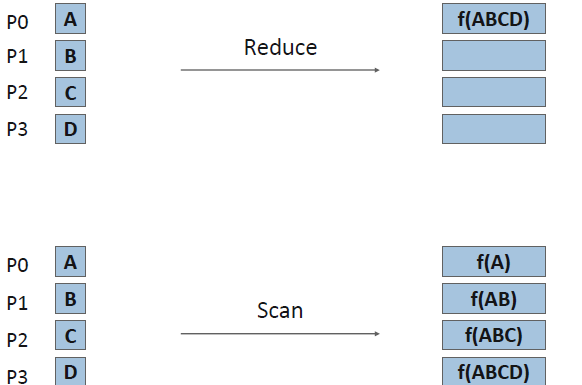 P0 A f(ABCD)
Reduce
P1 B
P2 C
P3 D
P0 A f(A)
P1 B f(AB)
Scan
P2 C f(ABC)
P3 D f(ABCD)